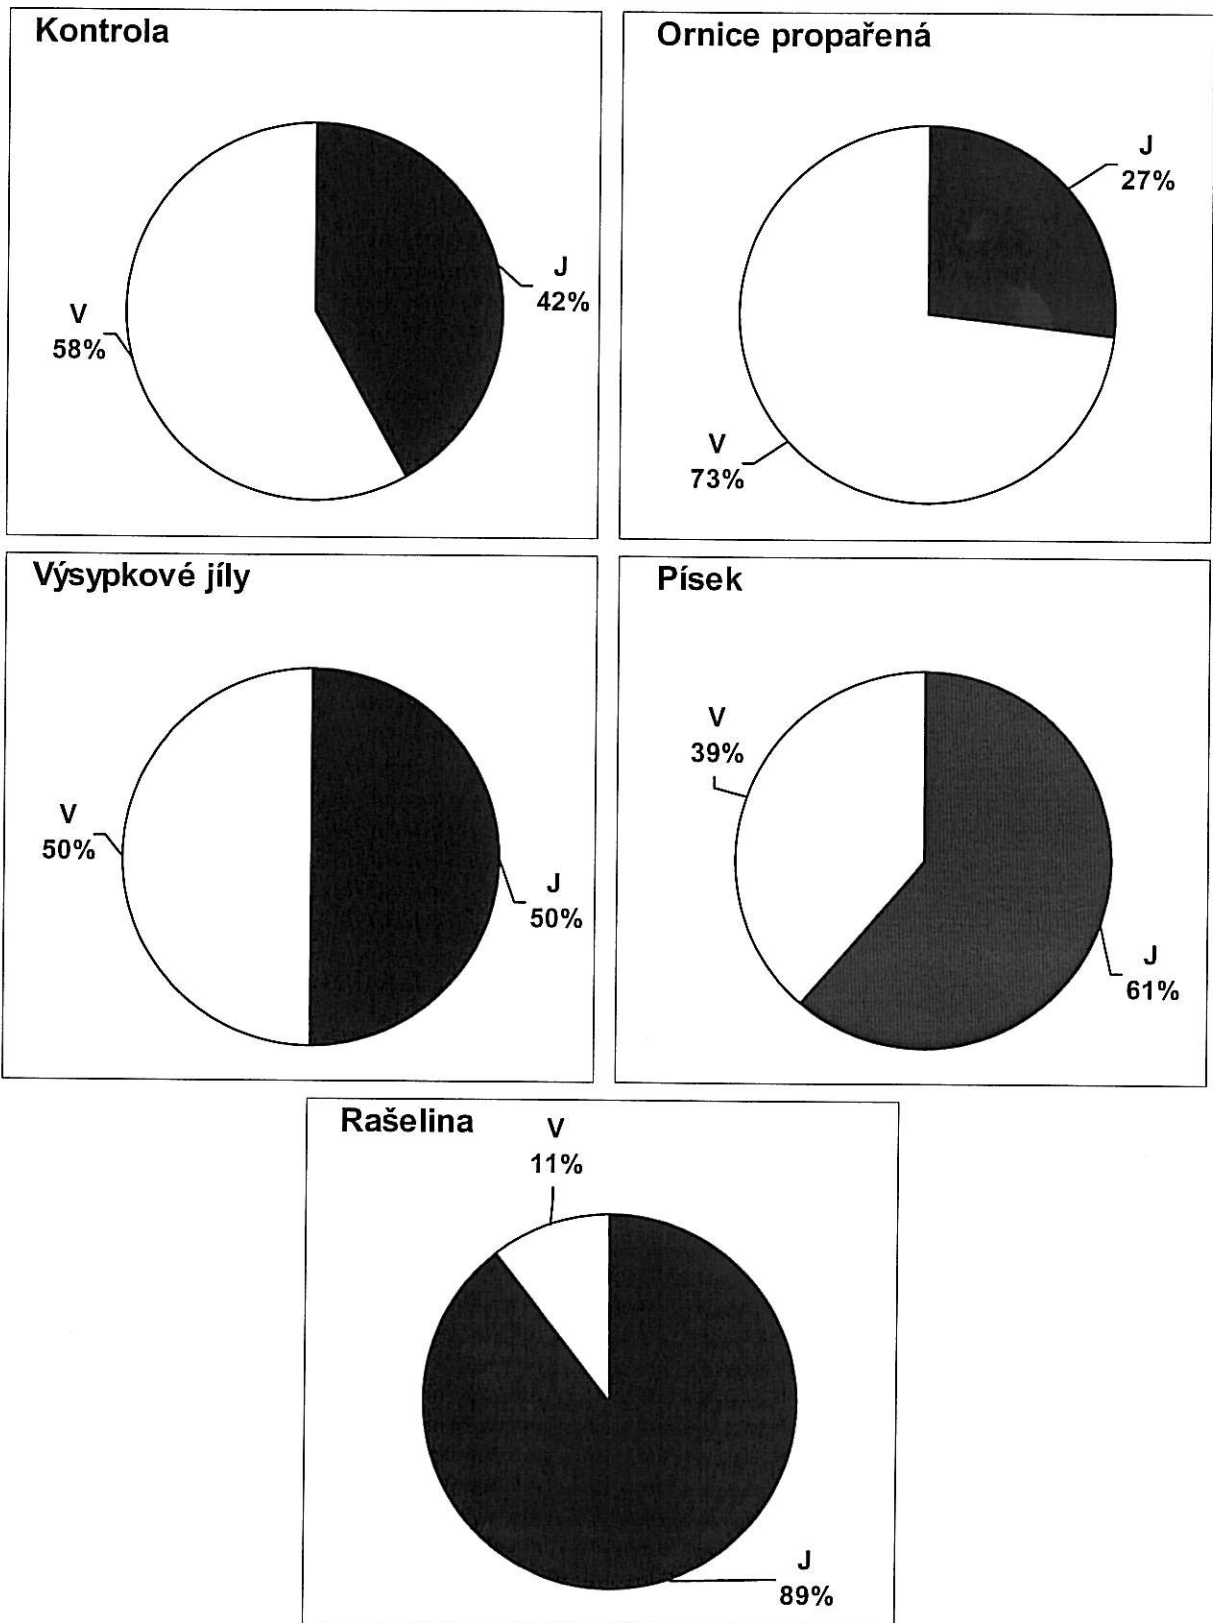 Kontrola
J
42%
V
58%
Ornice propařená
J
27%
V
73%
Výsypkové jíly
V
50%
J
50%
Písek
V
39%
J
61%
Rašelina
V
11%
J
89%